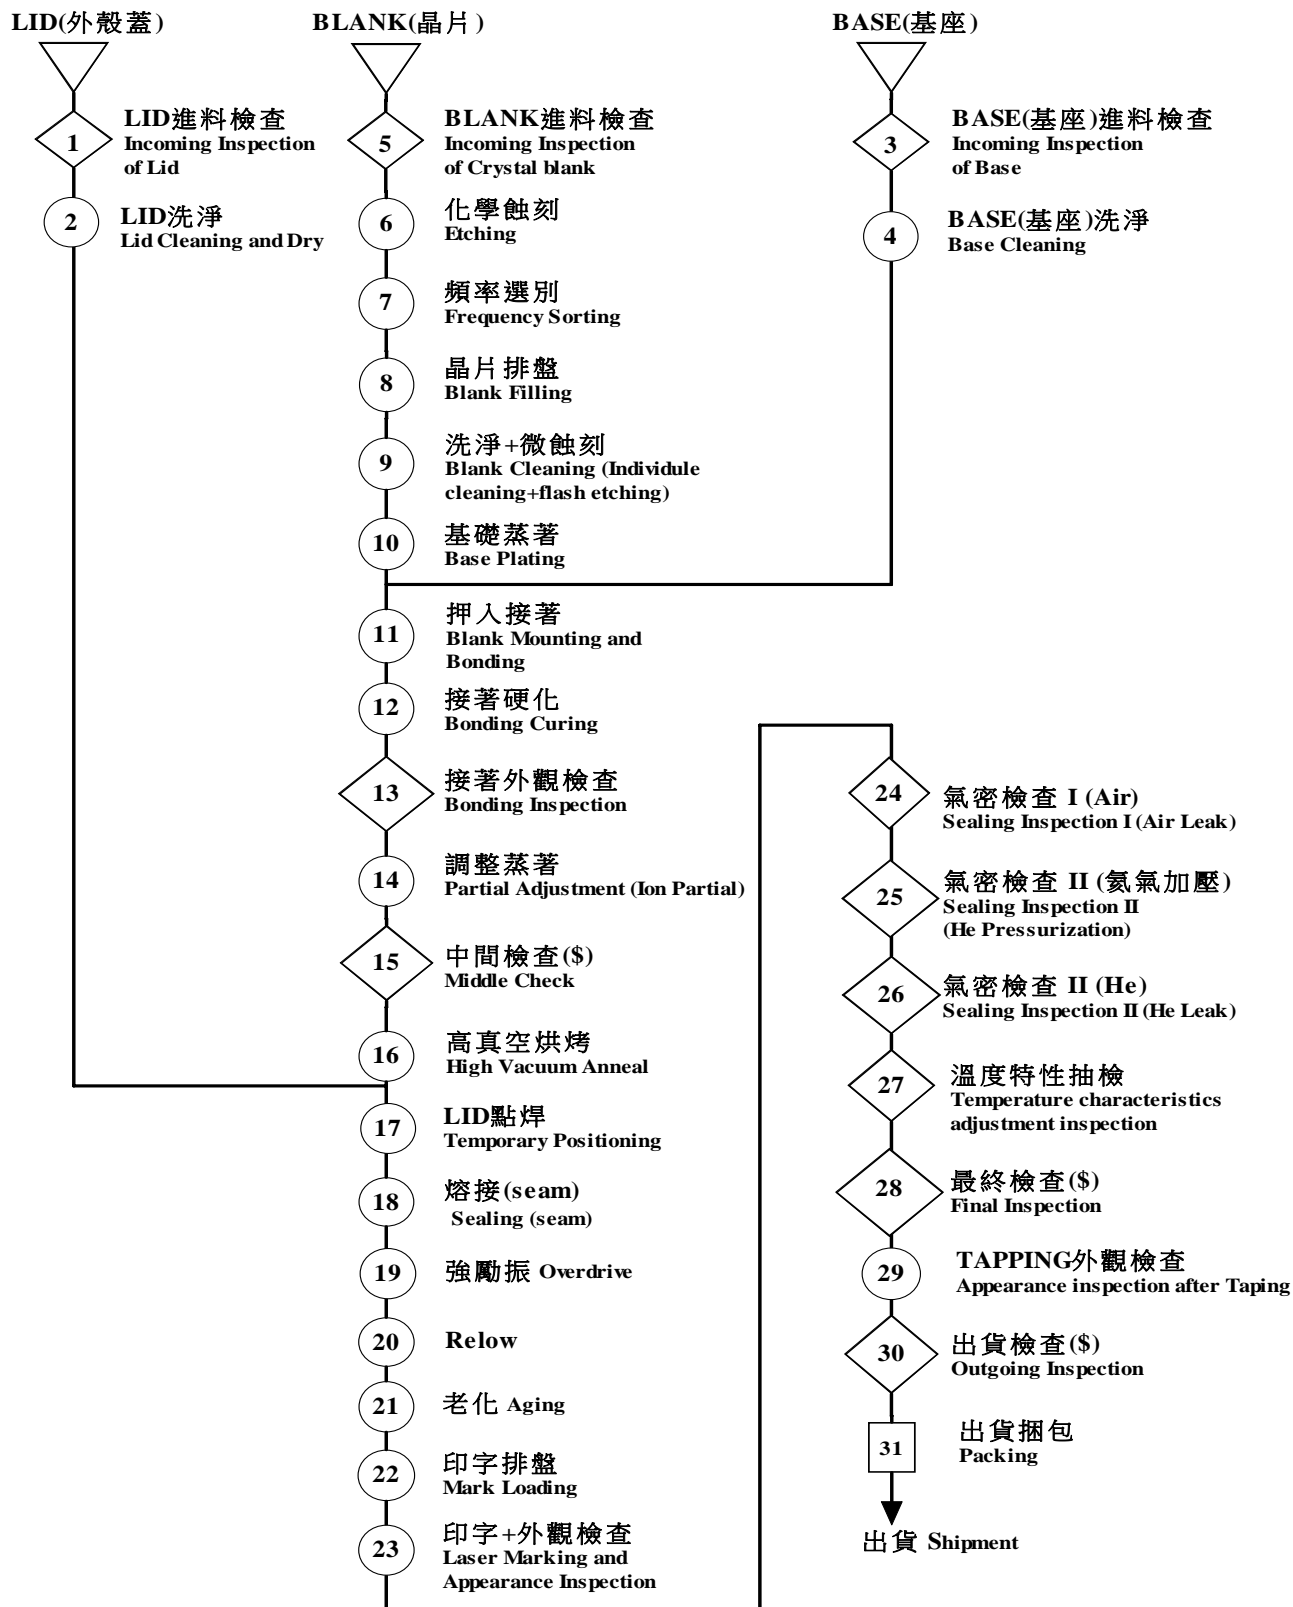 LID(外殼蓋)
1
LID進料檢查
Incoming Inspection
of Lid
2
LID洗淨
Lid Cleaning and Dry
BLANK(晶片)
5
BLANK進料檢查
Incoming Inspection
of Crystal blank
6
化學蝕刻
Etching
7
頻率選別
Frequency Sorting
8
晶片排盤
Blank Filling
9
洗淨+微蝕刻
Blank Cleaning (Individule
cleaning+flash etching)
10
基礎蒸著
Base Plating
BASE(基座)
3
BASE(基座)進料檢查
Incoming Inspection
of Base
4
BASE(基座)洗淨
Base Cleaning
11
押入接著
Blank Mounting and
Bonding
12
接著硬化
Bonding Curing
13
接著外觀檢查
Bonding Inspection
14
調整蒸著
Partial Adjustment (Ion Partial)
15
中間檢查($)
Middle Check
16
高真空烘烤
High Vacuum Anneal
17
LID點焊
Temporary Positioning
18
熔接(seam)
Sealing (seam)
19
強勵振 Overdrive
20
Relow
21
老化 Aging
22
印字排盤
Mark Loading
23
印字+外觀檢查
Laser Marking and
Appearance Inspection
24
氣密檢查 I (Air)
Sealing Inspection I (Air Leak)
25
氣密檢查 II (氦氣加壓)
Sealing Inspection II
(He Pressurization)
26
氣密檢查 II (He)
Sealing Inspection II (He Leak)
27
溫度特性抽檢
Temperature characteristics
adjustment inspection
28
最終檢查($)
Final Inspection
29
TAPPING外觀檢查
Appearance inspection after Taping
30
出貨檢查($)
Outgoing Inspection
31
出貨捆包
Packing
出貨 Shipment